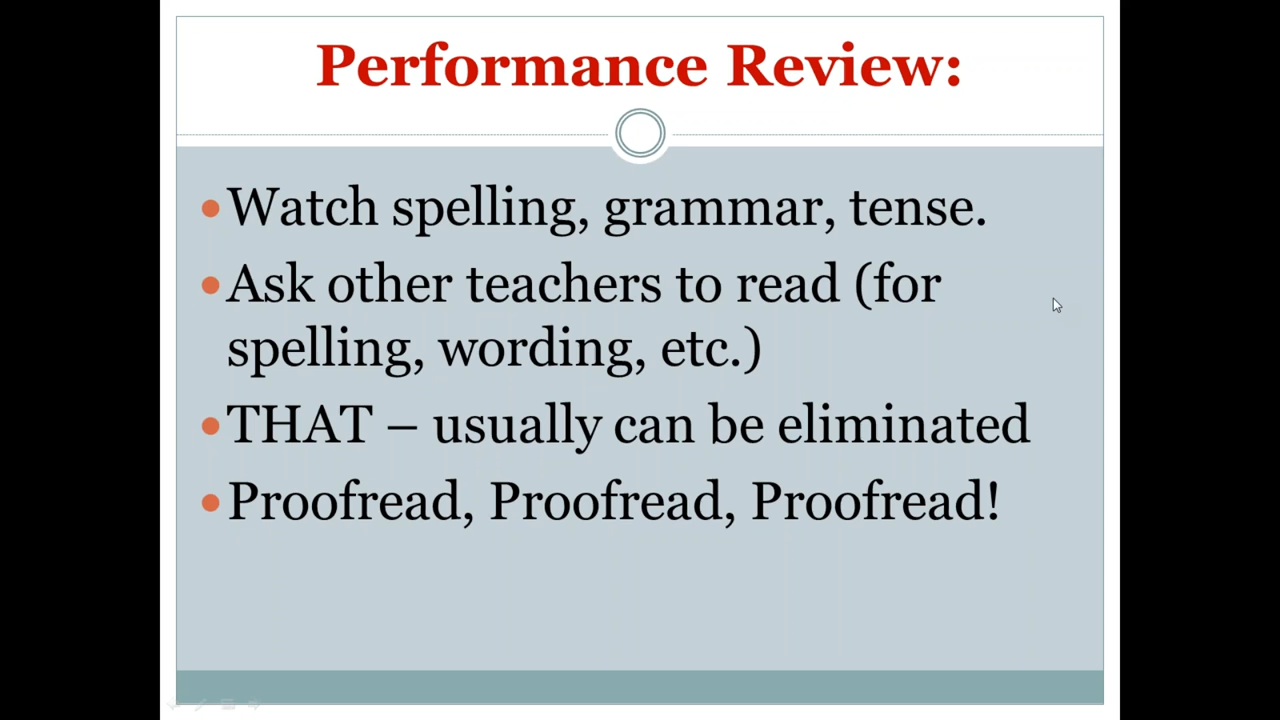 Performance Review:
•Watch spelling, grammar, tense.
•Ask other teachers to read (for
spelling, wording, etc.)
•THAT – usually can be eliminated
•Proofread, Proofread, Proofread!